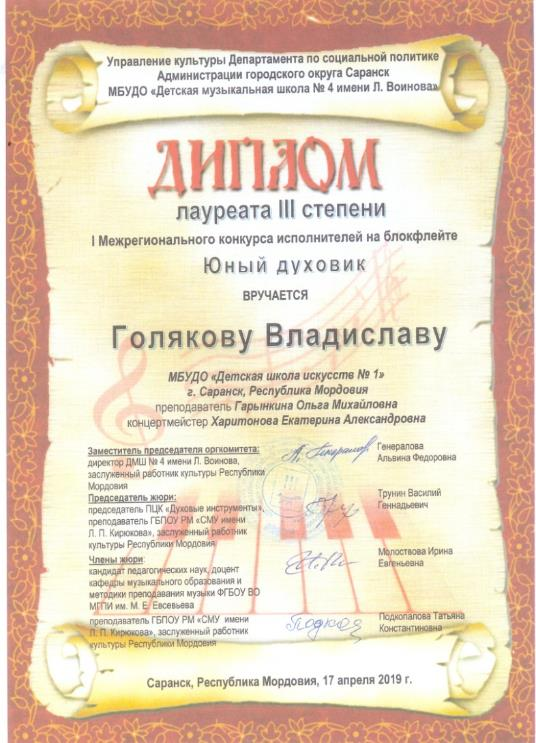 Управление культуры Департамента по социальной политике
Администрации городского округа Саранск
МБУДО «Детская музыкальная школа № 4 имени Л. Воинова»
ДИПЛОМ
лауреата III степени
I Межрегионального конкурса исполнителей на блокфлейте
Юный духовик
ВРУЧАЕТСЯ
Голякову Владиславу
МБУДО «Детская школа искусств № 1»
г. Саранск, Республика Мордовия
преподаватель Гарынкина Ольга Михайловна
концертмейстер Харитонова Екатерина Александровна
Заместитель председателя оргкомитета:
директор ДМШ № 4 имени Л. Воинова,
заслуженный работник культуры Республики
Мордовия
Генералова
Альвина Федоровна
Председатель жюри:
председатель ПЦК «Духовые инструменты»,
преподаватель ГБПОУ РМ «СМУ имени
Л. П. Кирюкова», заслуженный работник
культуры Республики Мордовия
Трунин Василий
Геннадьевич
Члены жюри:
кандидат педагогических наук, доцент
кафедры музыкального образования и
методики преподавания музыки ФГБОУ ВО
МГПИ им. М. Е. Евсевьева
Молоствова Ирина
Евгеньевна
преподаватель ГБПОУ РМ «СМУ имени
Л. П. Кирюкова», заслуженный работник
культуры Республики Мордовия
Подкопалова Татьяна
Константиновна
Саранск, Республика Мордовия, 17 апреля 2019 г.